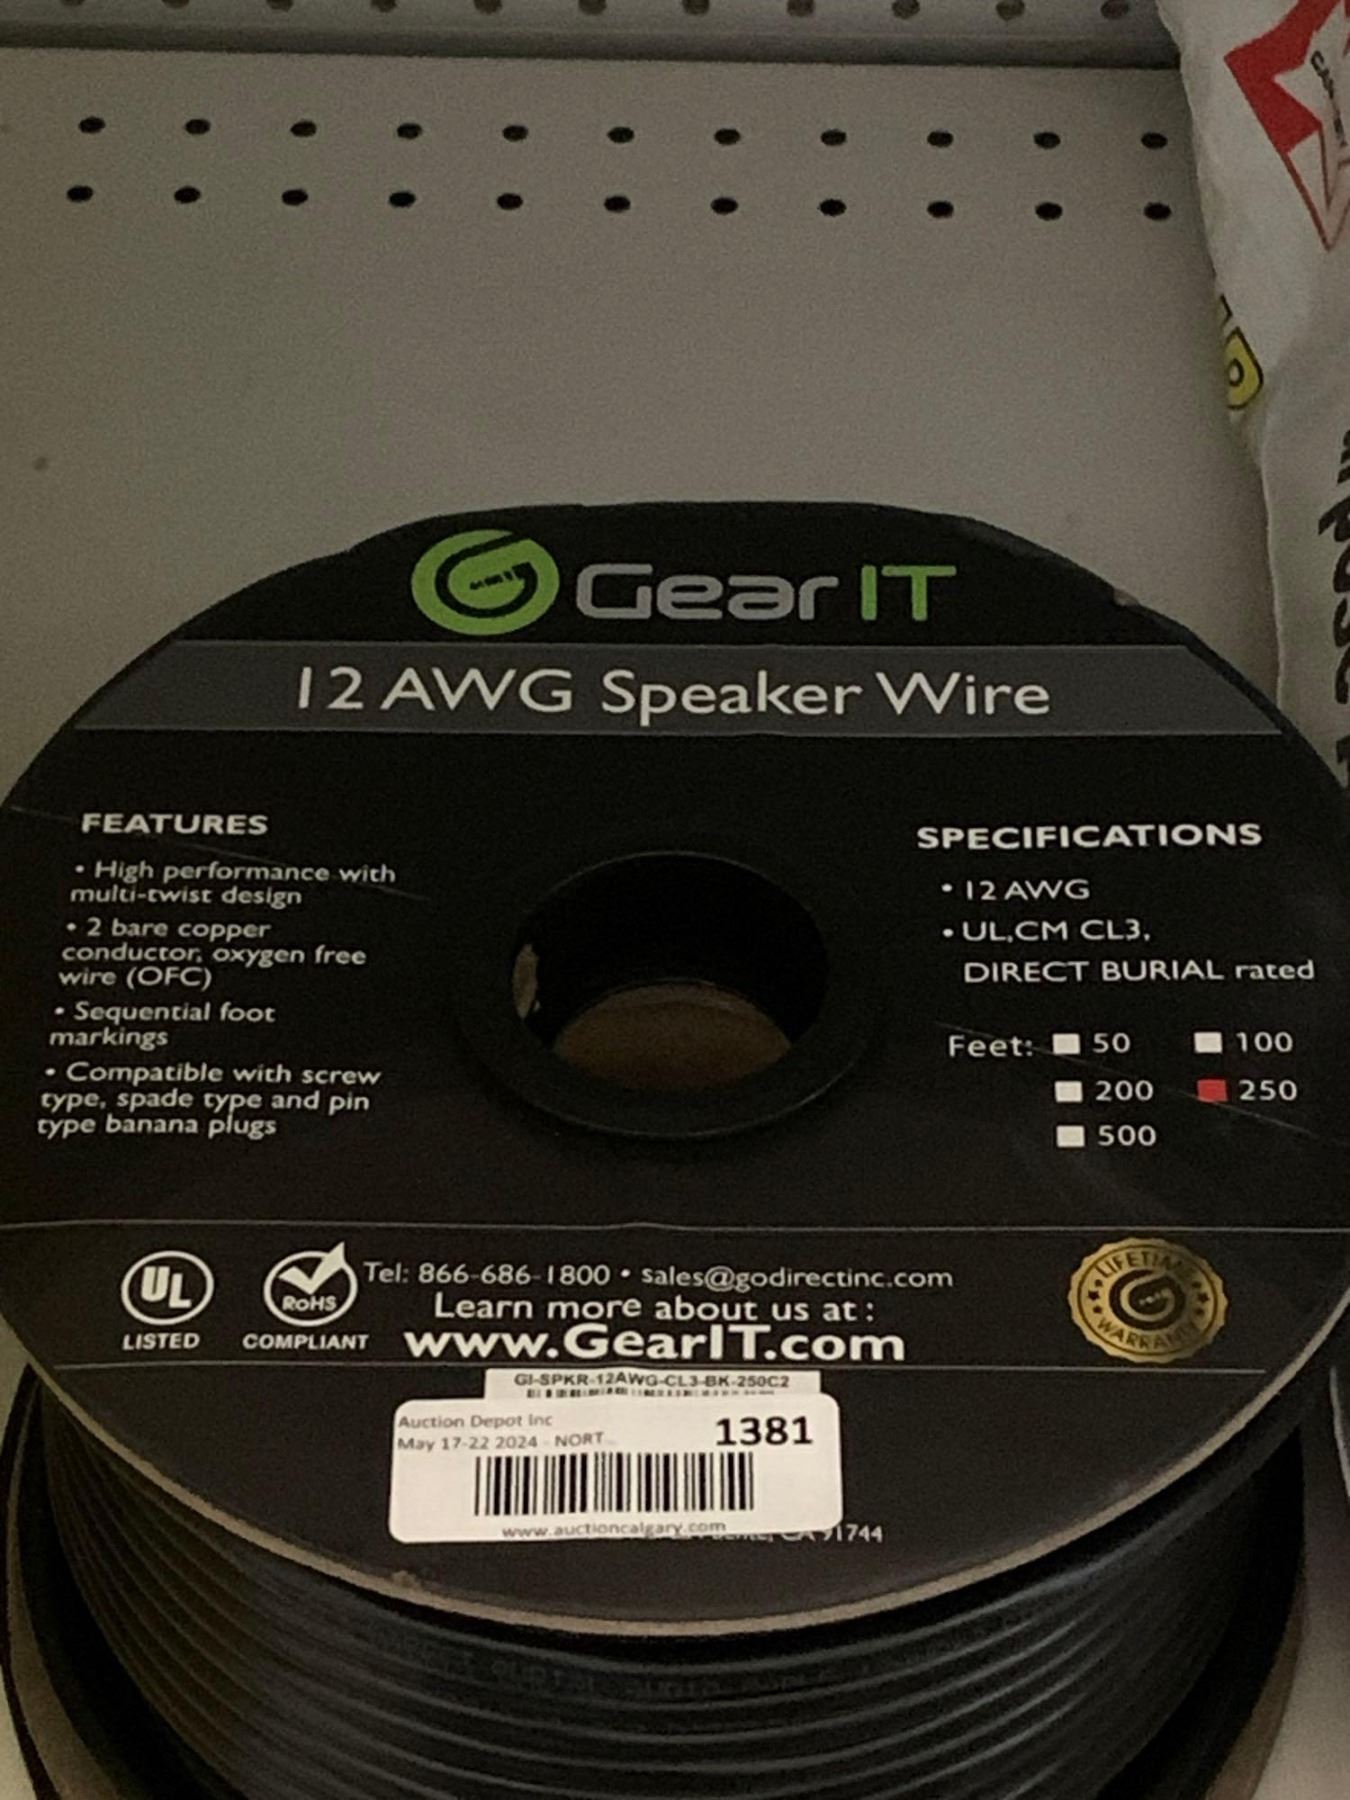 GearIT
12 AWG Speaker Wire
FEATURES
• High performance with
multi-twist design
• 2 bare copper
conductor, oxygen free
wire (OFC)
• Sequential foot
markings
• Compatible with screw
type, spade type and pin
type banana plugs
SPECIFICATIONS
• 12 AWG
• UL,CM CL3,
DIRECT BURIAL rated
Feet: 50 100
200 250
500
UL
LISTED
RoHS
COMPLIANT
Tel: 866-686-1800 • sales@godirectinc.com
Learn more about us at :
www.GearIT.com
LIFETIME
WARRANTY
GI-SPKR-12AWG-CL3-BK-250C2
Auction Depot Inc
May 17-22 2024 - NORT...
1381
www.auctioncalgary.com
CA 91744